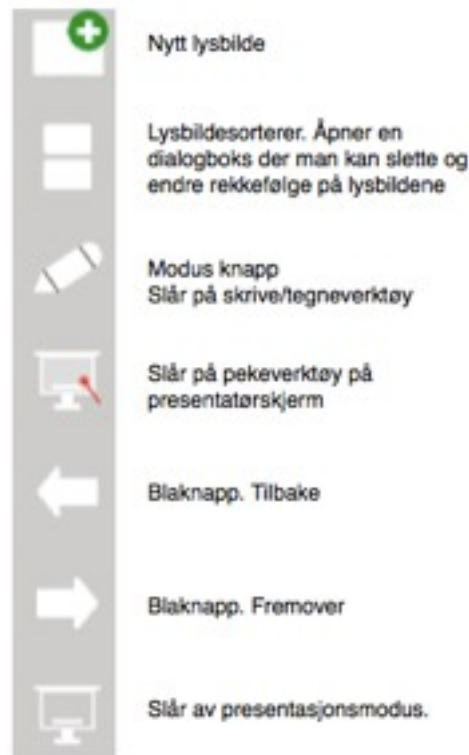 Nytt lysbilde
Lysbildesorterer. Åpner en
dialogboks der man kan slette og
endre rekkefølge på lysbildene
Modus knapp
Slår på skrive/tegneverktøy
Slår på pekeverktøy på
presentatørskjerm
Blaknapp. Tilbake
Blaknapp. Fremover
Slår av presentasjonsmodus.